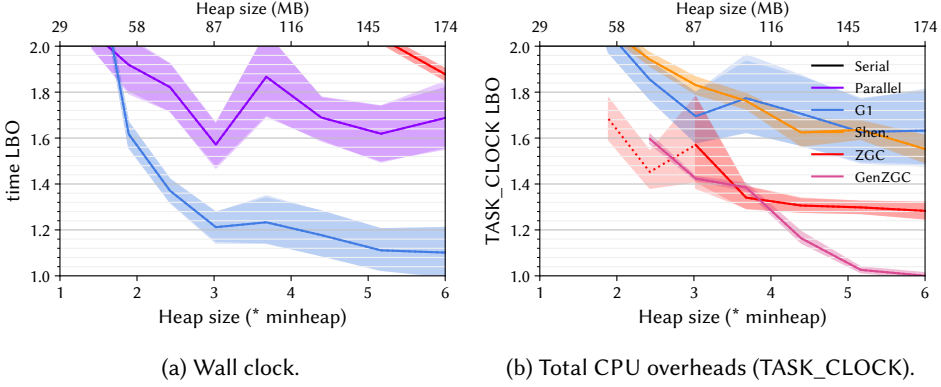 Heap size (MB)
29 58 87 116 145 174
2.0
1.8
1.6
1.4
1.2
1.0
time LBO
1 2 3 4 5 6
Heap size (* minheap)
(a) Wall clock.
Heap size (MB)
29 58 87 116 145 174
2.0
1.8
1.6
1.4
1.2
1.0
TASK_CLOCK LBO
Serial
Parallel
G1
Shen.
ZGC
GenZGC
1 2 3 4 5 6
Heap size (* minheap)
(b) Total CPU overheads (TASK_CLOCK).